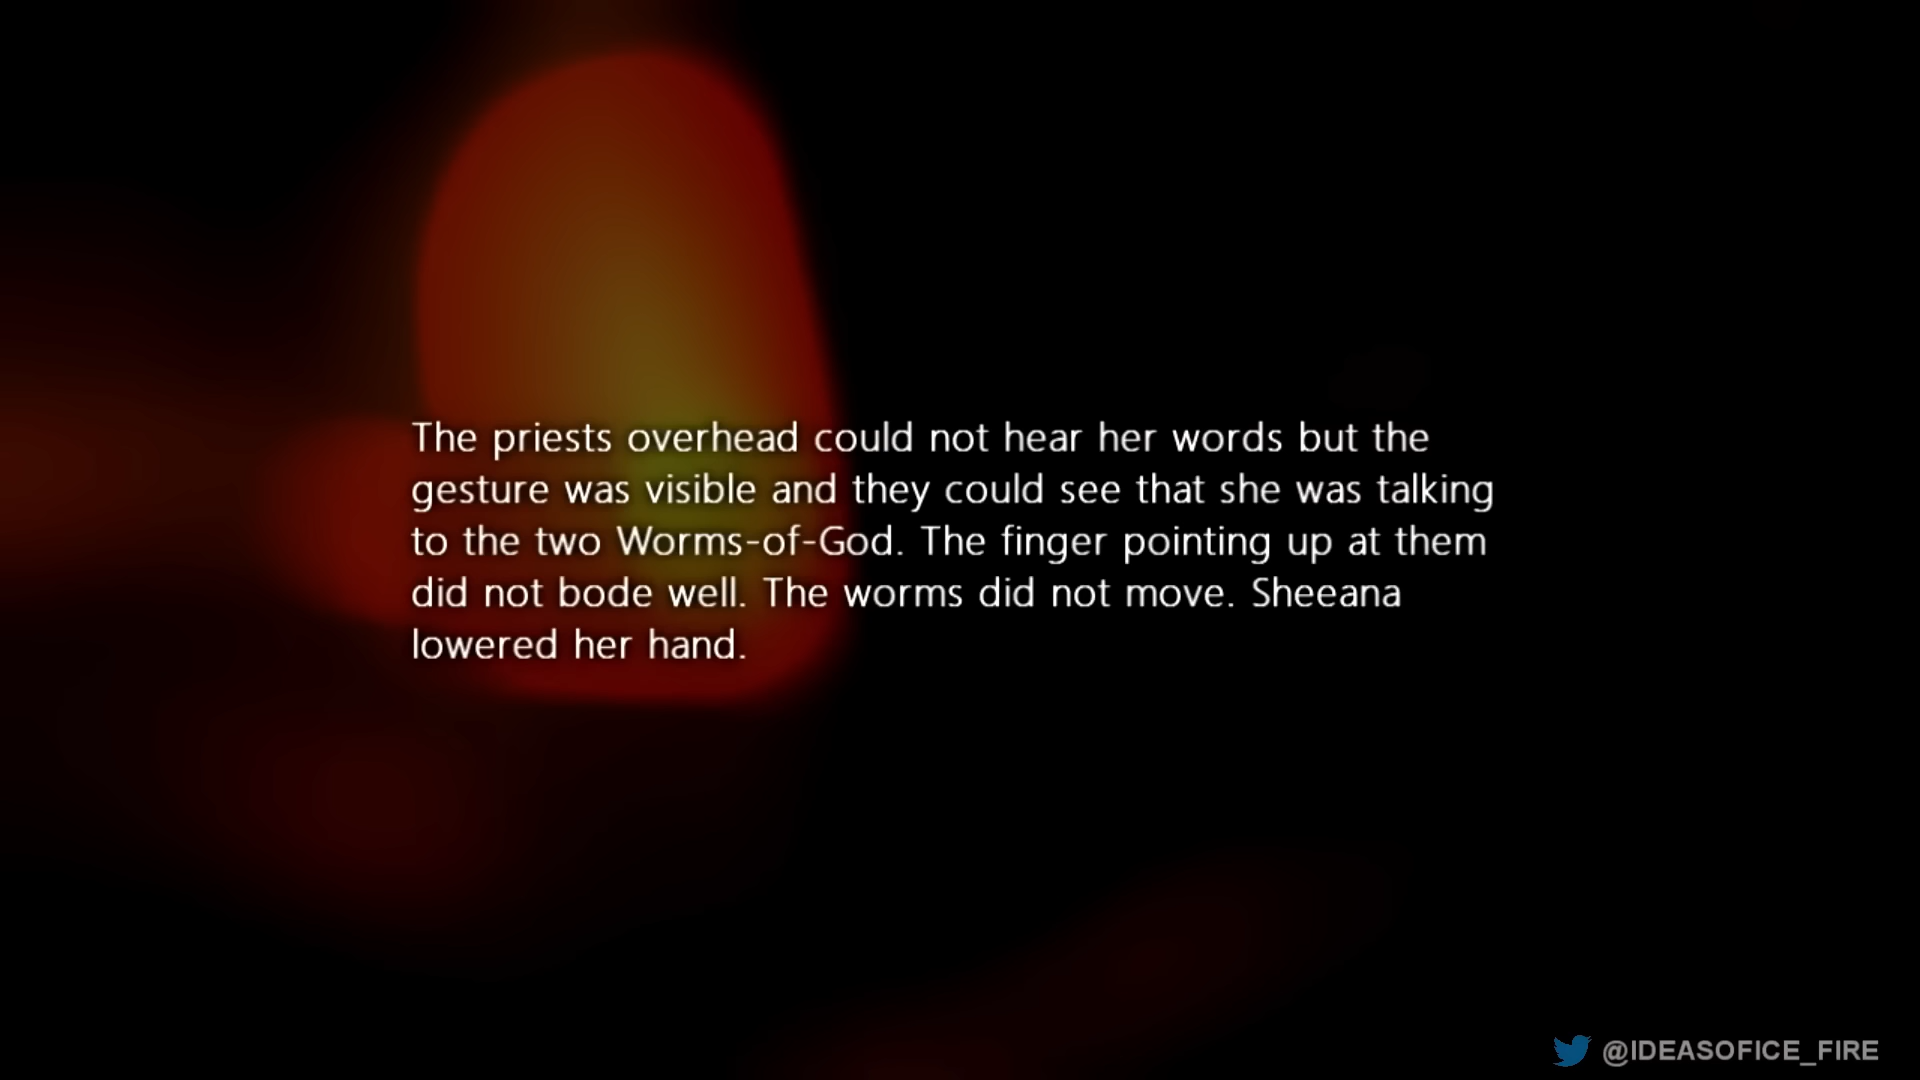 The priests overhead could not hear her words but the
gesture was visible and they could see that she was talking
to the two Worms-of-God. The finger pointing up at them
did not bode well. The worms did not move. Sheeana
lowered her hand.
@IDEASOFICE_FIRE